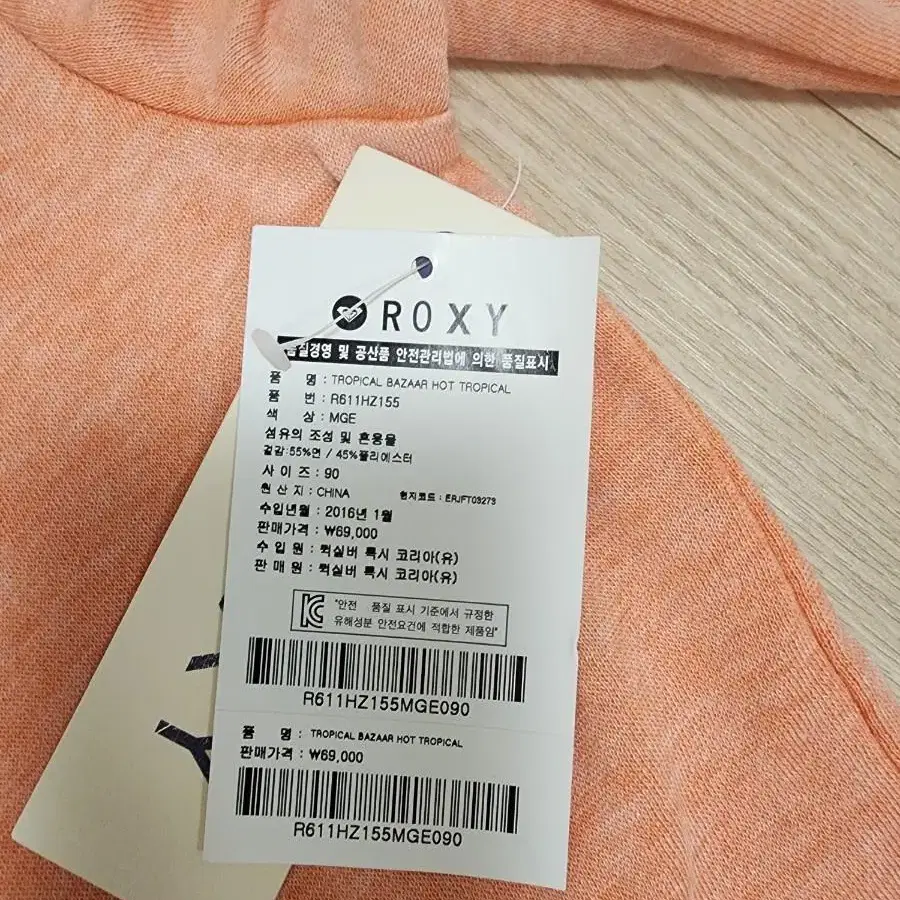 ROXY
품질경영 및 공산품 안전관리법에 의한 품질표시
품 명 : TROPICAL BAZAAR HOT TROPICAL
품 번 : R611HZ155
색 상 : MGE
섬유의 조성 및 혼용율
겉감:55%면 / 45%폴리에스터
사 이 즈 : 90
원 산 지 : CHINA 현지코드 : ERJFT03273
수입년월 : 2016년 1월
판매가격 : ₩69,000
수 입 원 : 퀵실버 록시 코리아(유)
판 매 원 : 퀵실버 록시 코리아(유)
"안전 품질 표시 기준에서 규정한
유해성분 안전요건에 적합한 제품임"
R611HZ155MGE090
품 명 : TROPICAL BAZAAR HOT TROPICAL
판매가격 : ₩69,000
R611HZ155MGE090